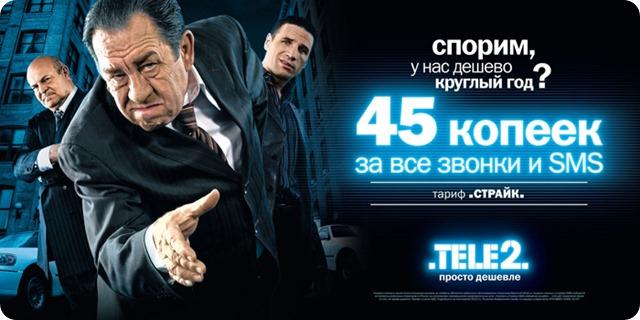 спорим,
у нас дешево
круглый год?
45 копеек
за все звонки и SMS
тариф .СТРАЙК.
.TELE2.
просто дешевле